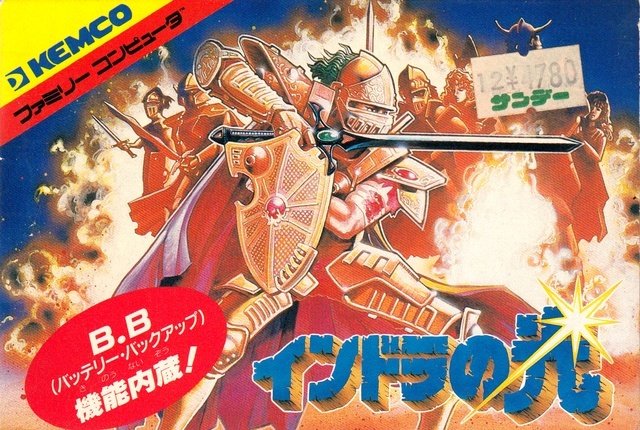 KEMCO
ファミリーコンピュータ
12¥4780
サンデー
B.B
(バッテリー・バックアップ)
き のう ない ぞう
機能内蔵!
インドラの光